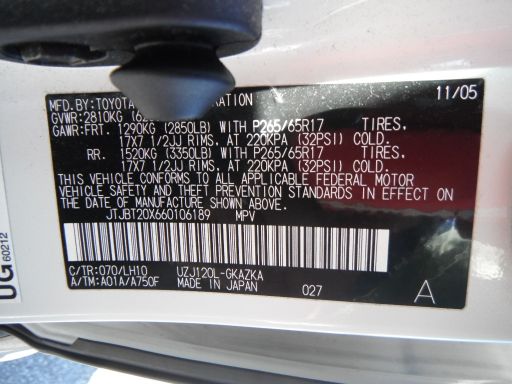 MFD.BY:TOYOTA RATION 11/05
GVWR:2810KG
GAWR:FRT. 1290KG (2850LB) WITH P265/65R17 TIRES,
17X7 1/2JJ RIMS, AT 220KPA (32PSI) COLD.
RR. 1520KG (3350LB) WITH P265/65R17 TIRES,
17X7 1/2JJ RIMS, AT 220KPA (32PSI) COLD.
THIS VEHICLE CONFORMS TO ALL APPLICABLE FEDERAL MOTOR
VEHICLE SAFETY AND THEFT PREVENTION STANDARDS IN EFFECT ON
THE DATE OF MANUFACTURE SHOWN ABOVE.
JTJBT20X660106189 MPV
C/TR:070/LH10 UZJ120L-GKAZKA
A/TM:A01A/A750F MADE IN JAPAN 027 A
UG
60212